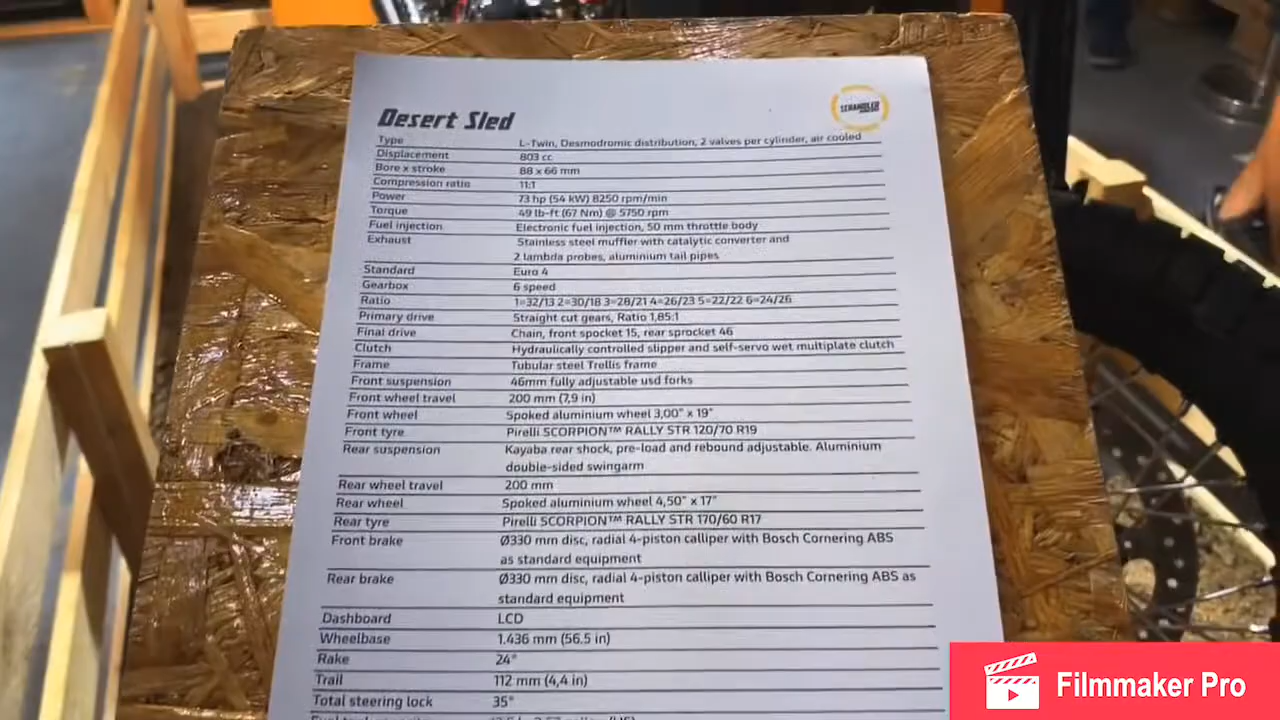 Desert Sled
SCRAMBLER
Type L-Twin, Desmodromic distribution, 2 valves per cylinder, air cooled
Displacement 803 cc
Bore x stroke 88 x 66 mm
Compression ratio 11:1
Power 73 hp (54 kW) 8250 rpm/min
Torque 49 lb-ft (67 Nm) @ 5750 rpm
Fuel injection Electronic fuel injection, 50 mm throttle body
Exhaust Stainless steel muffler with catalytic converter and
2 lambda probes, aluminium tail pipes
Standard Euro 4
Gearbox 6 speed
Ratio 1=32/13 2=30/18 3=28/21 4=26/23 5=22/22 6=24/26
Primary drive Straight cut gears, Ratio 1,85:1
Final drive Chain, front spocket 15, rear sprocket 46
Clutch Hydraulically controlled slipper and self-servo wet multiplate clutch
Frame Tubular steel Trellis frame
Front suspension 46mm fully adjustable usd forks
Front wheel travel 200 mm (7,9 in)
Front wheel Spoked aluminium wheel 3,00" x 19"
Front tyre Pirelli SCORPION™ RALLY STR 120/70 R19
Rear suspension Kayaba rear shock, pre-load and rebound adjustable. Aluminium
double-sided swingarm
Rear wheel travel 200 mm
Rear wheel Spoked aluminium wheel 4,50" x 17"
Rear tyre Pirelli SCORPION™ RALLY STR 170/60 R17
Front brake Ø330 mm disc, radial 4-piston calliper with Bosch Cornering ABS
as standard equipment
Rear brake Ø330 mm disc, radial 4-piston calliper with Bosch Cornering ABS as
standard equipment
Dashboard LCD
Wheelbase 1.436 mm (56.5 in)
Rake 24°
Trail 112 mm (4,4 in)
Total steering lock 35°
Filmmaker Pro